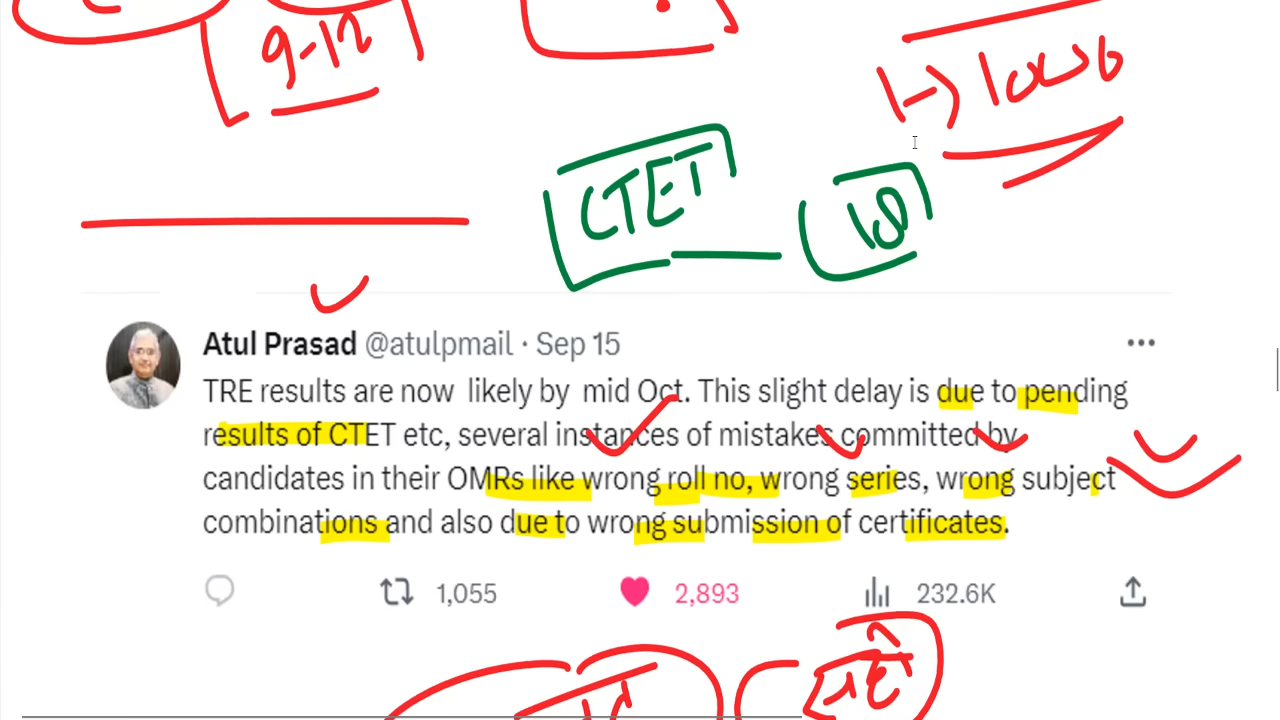 9-12
CTET
Atul Prasad @atulpmail · Sep 15
TRE results are now likely by mid Oct. This slight delay is due to pending
results of CTET etc, several instances of mistakes committed by
candidates in their OMRs like wrong roll no, wrong series, wrong subject
combinations and also due to wrong submission of certificates.
1,055 2,893 232.6K